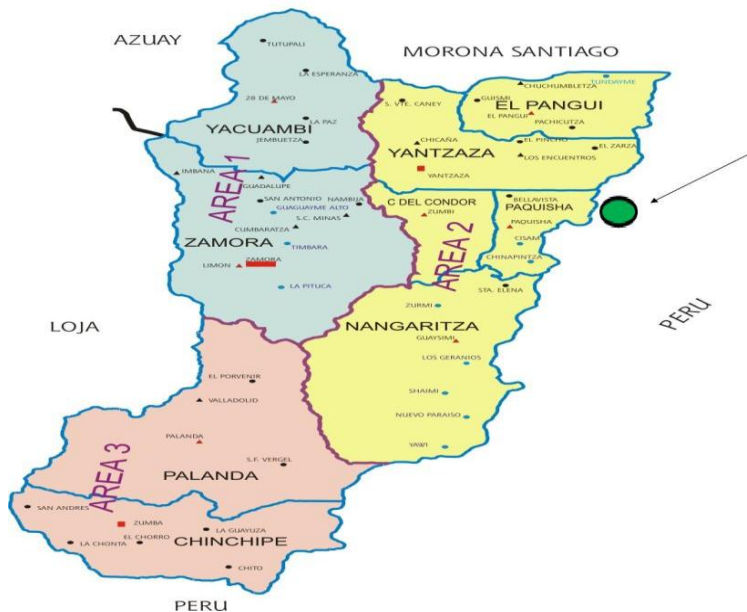 AZUAY
MORONA SANTIAGO
TUTUPALI
LA ESPERANZA
28 DE MAYO
LA PAZ
YACUAMBI
JEMBUETZA
TUNDAYME
CHUCHUMBLETZA
S. VTE. CANEY
GUISMI
EL PANGUI
EL PANGUI
PACHICUTZA
CHICAÑA
EL PINCHO
EL ZARZA
YANTZAZA
LOS ENCUENTROS
YANTZAZA
IMBANA
AREA 1
GUADALUPE
SAN ANTONIO
NAMBIJA
GUAGUAYME ALTO
S.C. MINAS
CUMBARATZA
ZAMORA
TIMBARA
LIMON
ZAMORA
LA PITUCA
C DEL CONDOR
ZUMBI
AREA 2
BELLAVISTA
PAQUISHA
PAQUISHA
CISAM
CHINAPINTZA
STA. ELENA
ZURMI
NANGARITZA
GUAYSIMI
LOS GERANIOS
SHAIMI
NUEVO PARAISO
YAWI
LOJA
PERU
EL PORVENIR
VALLADOLID
PALANDA
S.F. VERGEL
AREA 3
PALANDA
SAN ANDRES
ZUMBA
LA GUAYUZA
LA CHONTA
EL CHORRO
CHINCHIPE
CHITO
PERU